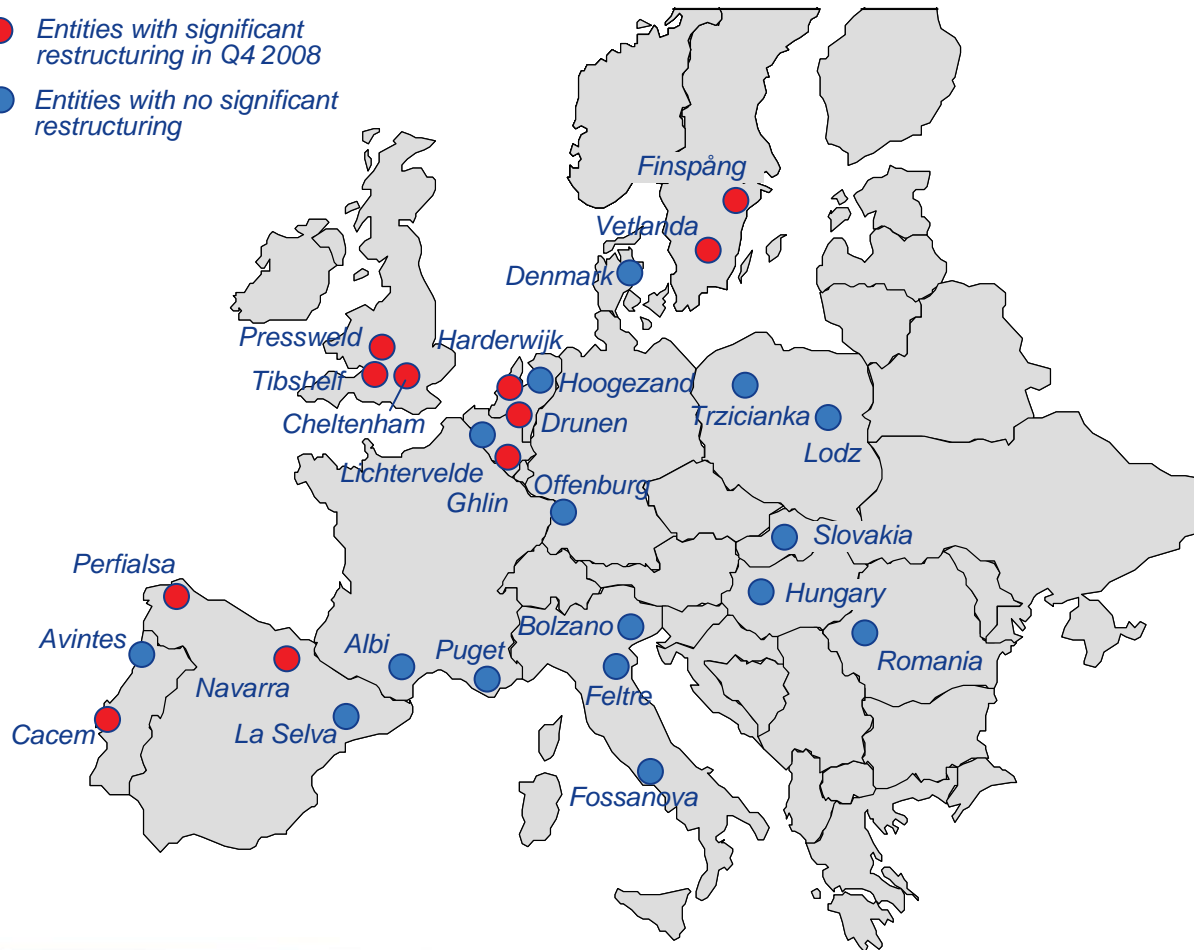 Entities with significant
restructuring in Q4 2008
Entities with no significant
restructuring
Finspång
Vetlanda
Denmark
Pressweld
Harderwijk
Tibshelf
Hoogezand
Cheltenham
Drunen
Trzicianka
Lodz
Lichtervelde
Ghlin
Offenburg
Slovakia
Perfialsa
Hungary
Avintes
Albi
Puget
Bolzano
Romania
Navarra
Feltre
Cacem
La Selva
Fossanova